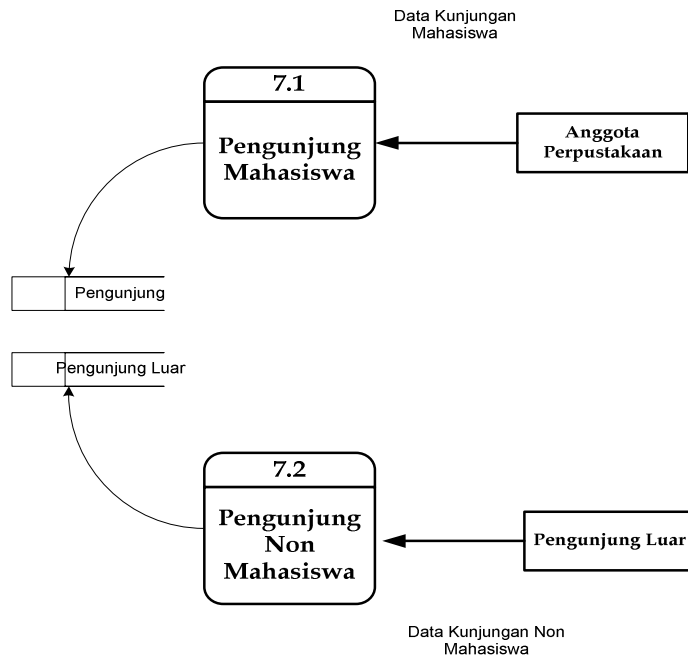 Data Kunjungan
Mahasiswa
7.1
Pengunjung
Mahasiswa
Anggota
Perpustakaan
Pengunjung
Pengunjung Luar
7.2
Pengunjung
Non
Mahasiswa
Pengunjung Luar
Data Kunjungan Non
Mahasiswa